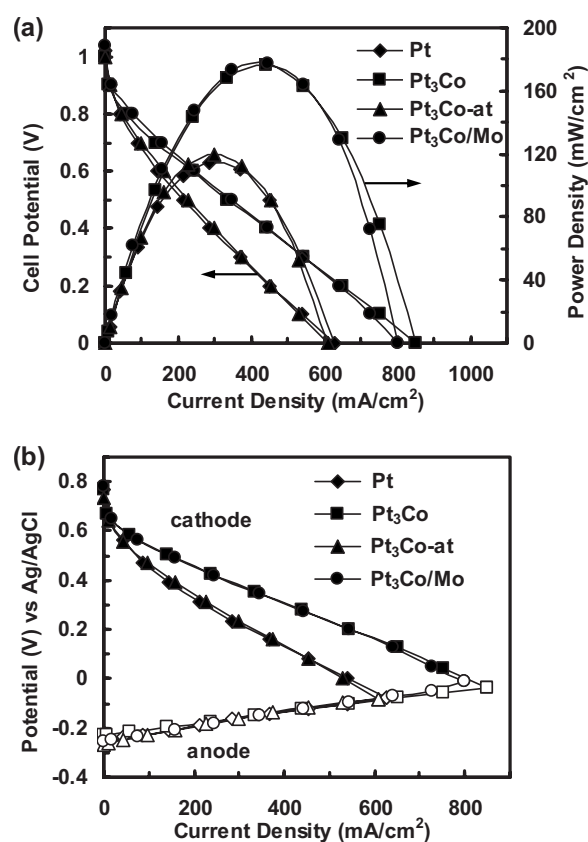 (a)
Pt
Pt₃Co
Pt₃Co-at
Pt₃Co/Mo
Cell Potential (V)
1
0.8
0.6
0.4
0.2
0
200
160
120
80
40
0
Power Density (mW/cm²)
0 200 400 600 800 1000
Current Density (mA/cm²)
(b)
Pt
Pt₃Co
Pt₃Co-at
Pt₃Co/Mo
cathode
anode
Potential (V) vs Ag/AgCl
0.8
0.6
0.4
0.2
0
-0.2
-0.4
0 200 400 600 800
Current Density (mA/cm²)